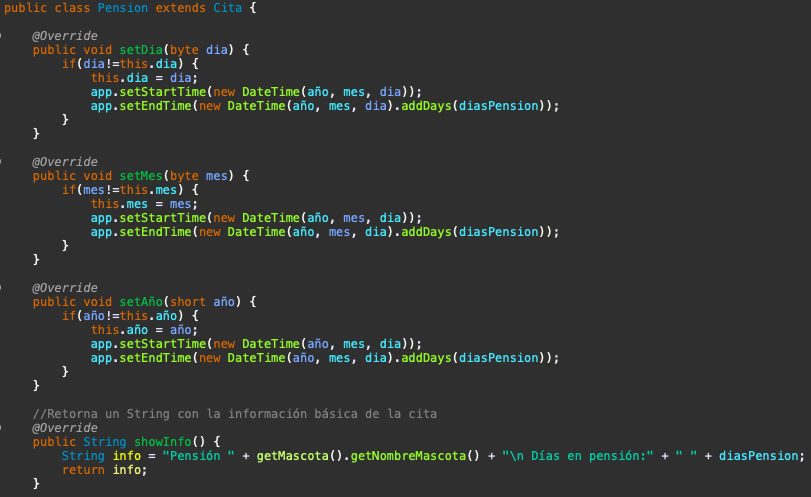 public class Pension extends Cita {
@Override
public void setDia(byte dia) {
if(dia!=this.dia) {
this.dia = dia;
app.setStartTime(new DateTime(año, mes, dia));
app.setEndTime(new DateTime(año, mes, dia).addDays(diasPension));
}
}
@Override
public void setMes(byte mes) {
if(mes!=this.mes) {
this.mes = mes;
app.setStartTime(new DateTime(año, mes, dia));
app.setEndTime(new DateTime(año, mes, dia).addDays(diasPension));
}
}
@Override
public void setAño(short año) {
if(año!=this.año) {
this.año = año;
app.setStartTime(new DateTime(año, mes, dia));
app.setEndTime(new DateTime(año, mes, dia).addDays(diasPension));
}
}
//Retorna un String con la información básica de la cita
@Override
public String showInfo() {
String info = "Pensión " + getMascota().getNombreMascota() + "\n Días en pensión:" + " " + diasPension;
return info;
}